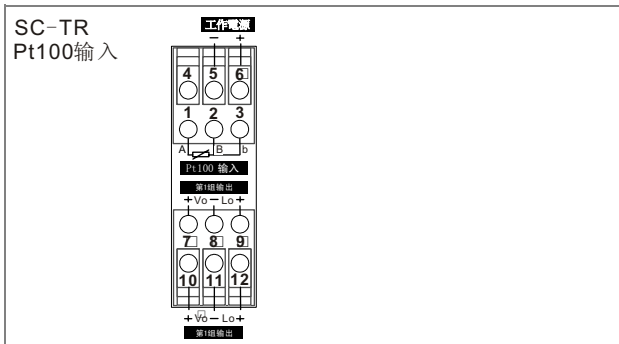 SC-TR
Pt100输入
工作電源
− +
4 5 6
1 2 3
A B b
Pt100 输入
第1组输出
+Vo−Lo+
7 8 9
10 11 12
+Vo−Lo+
第1组输出